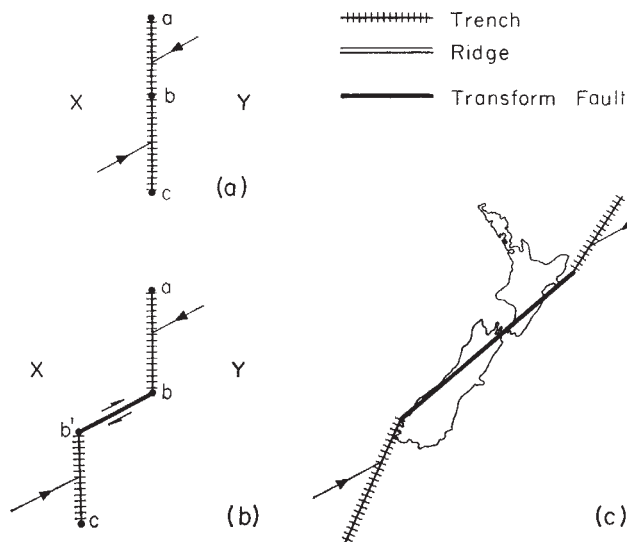 a
b
X Y
c
(a)
Trench
Ridge
Transform Fault
a
X Y
b
b'
c
(b)
(c)